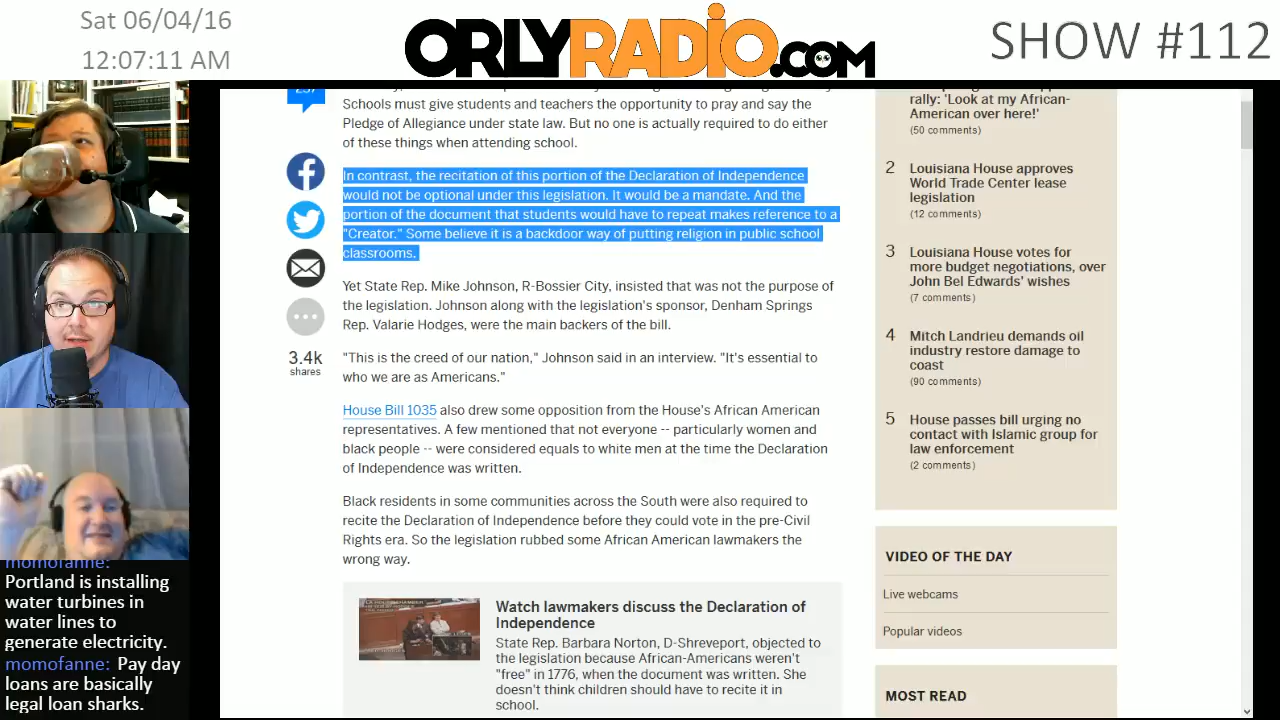 Sat 06/04/16
12:07:11 AM
ORLYRADIO.COM
SHOW #112
237
Schools must give students and teachers the opportunity to pray and say the
Pledge of Allegiance under state law. But no one is actually required to do either
of these things when attending school.
In contrast, the recitation of this portion of the Declaration of Independence
would not be optional under this legislation. It would be a mandate. And the
portion of the document that students would have to repeat makes reference to a
"Creator." Some believe it is a backdoor way of putting religion in public school
classrooms.
3.4k
shares
Yet State Rep. Mike Johnson, R-Bossier City, insisted that was not the purpose of
the legislation. Johnson along with the legislation's sponsor, Denham Springs
Rep. Valarie Hodges, were the main backers of the bill.
"This is the creed of our nation," Johnson said in an interview. "It's essential to
who we are as Americans."
House Bill 1035 also drew some opposition from the House's African American
representatives. A few mentioned that not everyone -- particularly women and
black people -- were considered equals to white men at the time the Declaration
of Independence was written.
Black residents in some communities across the South were also required to
recite the Declaration of Independence before they could vote in the pre-Civil
Rights era. So the legislation rubbed some African American lawmakers the
wrong way.
Watch lawmakers discuss the Declaration of
Independence
State Rep. Barbara Norton, D-Shreveport, objected to
the legislation because African-Americans weren't
"free" in 1776, when the document was written. She
doesn't think children should have to recite it in
school.
rally: 'Look at my African-
American over here!'
(50 comments)
2 Louisiana House approves
World Trade Center lease
legislation
(12 comments)
3 Louisiana House votes for
more budget negotiations, over
John Bel Edwards' wishes
(7 comments)
4 Mitch Landrieu demands oil
industry restore damage to
coast
(90 comments)
5 House passes bill urging no
contact with Islamic group for
law enforcement
(2 comments)
VIDEO OF THE DAY
Live webcams
Popular videos
MOST READ
momofanne:
Portland is installing
water turbines in
water lines to
generate electricity.
momofanne: Pay day
loans are basically
legal loan sharks.